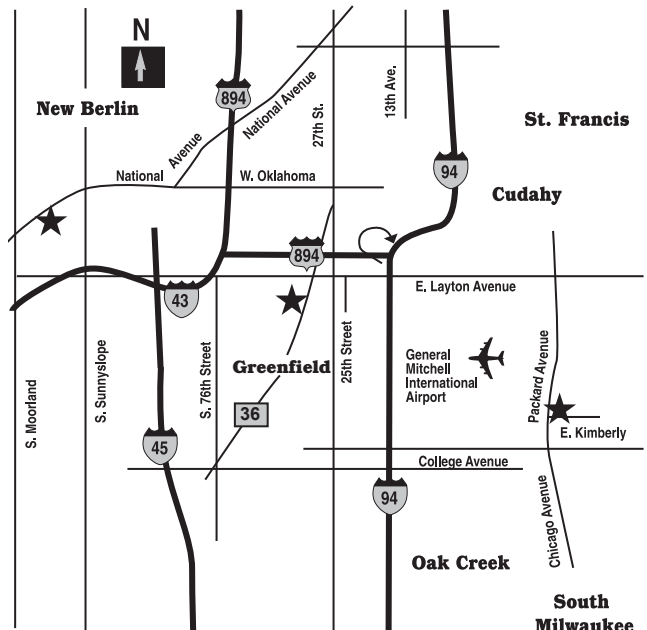 N
New Berlin
894
National Avenue
27th St.
13th Ave.
St. Francis
Avenue
94
National
W. Oklahoma
Cudahy
894
43
E. Layton Avenue
S. Moorland
S. Sunnyslope
S. 76th Street
Greenfield
25th Street
General
Mitchell
International
Airport
Packard Avenue
36
E. Kimberly
45
College Avenue
94
Chicago Avenue
Oak Creek
South
Milwaukee